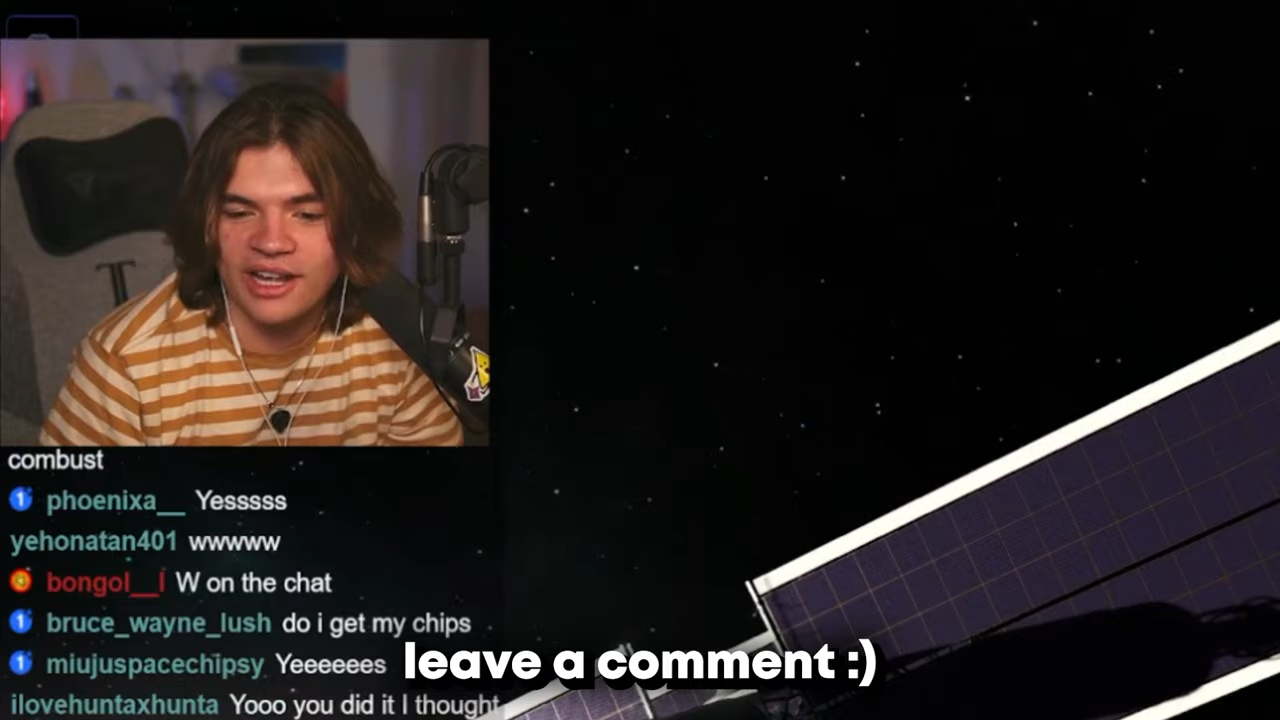 combust
phoenixa__ Yesssss
yehonatan401 wwwww
bongol__l W on the chat
bruce_wayne_lush do i get my chips
miujuspacechipsy Yeeeeees
ilovehuntaxhunta Yooo you did it I thought
leave a comment :)